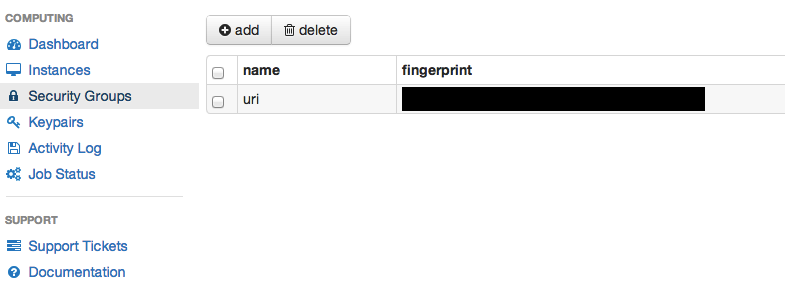 COMPUTING
Dashboard
Instances
Security Groups
Keypairs
Activity Log
Job Status
SUPPORT
Support Tickets
Documentation
add delete
name fingerprint
uri